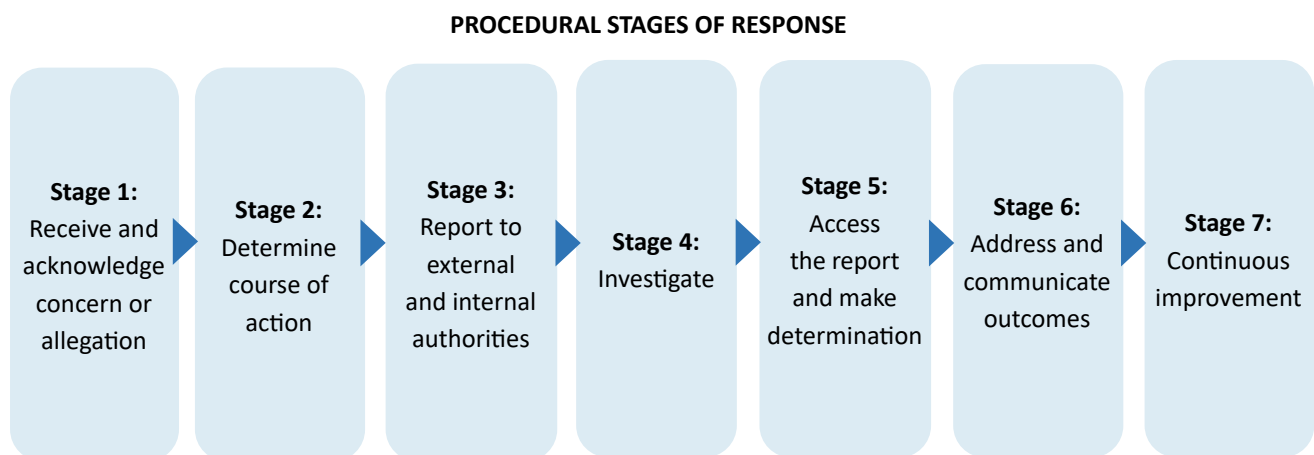 PROCEDURAL STAGES OF RESPONSE
Stage 1:
Receive and
acknowledge
concern or
allegation
Stage 2:
Determine
course of
action
Stage 3:
Report to
external
and internal
authorities
Stage 4:
Investigate
Stage 5:
Access
the report
and make
determination
Stage 6:
Address and
communicate
outcomes
Stage 7:
Continuous
improvement